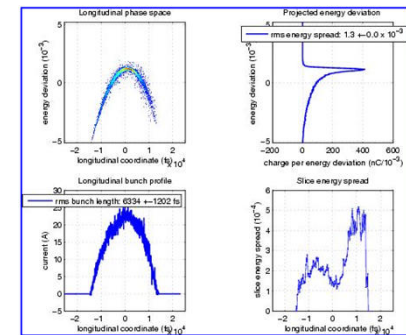 Longitudinal phase space
energy deviation (10⁻³)
5
0
-5
-2 -1 0 1 2
longitudinal coordinate (fs) 10⁴
Projected energy deviation
rms energy spread: 1.3 +-0.0 x 10⁻³
energy deviation (10⁻³)
0
-5
-200 0 200 400 600
charge per energy deviation (nC/10⁻³)
Longitudinal bunch profile
rms bunch length: 6334 +-1202 fs
current (A)
30
25
20
15
10
5
0
-2 -1 0 1 2
longitudinal coordinate (fs) 10⁴
Slice energy spread
slice energy spread (10⁻⁴)
6
5
4
3
2
1
0
-2 -1 0 1 2
longitudinal coordinate (fs) 10⁴